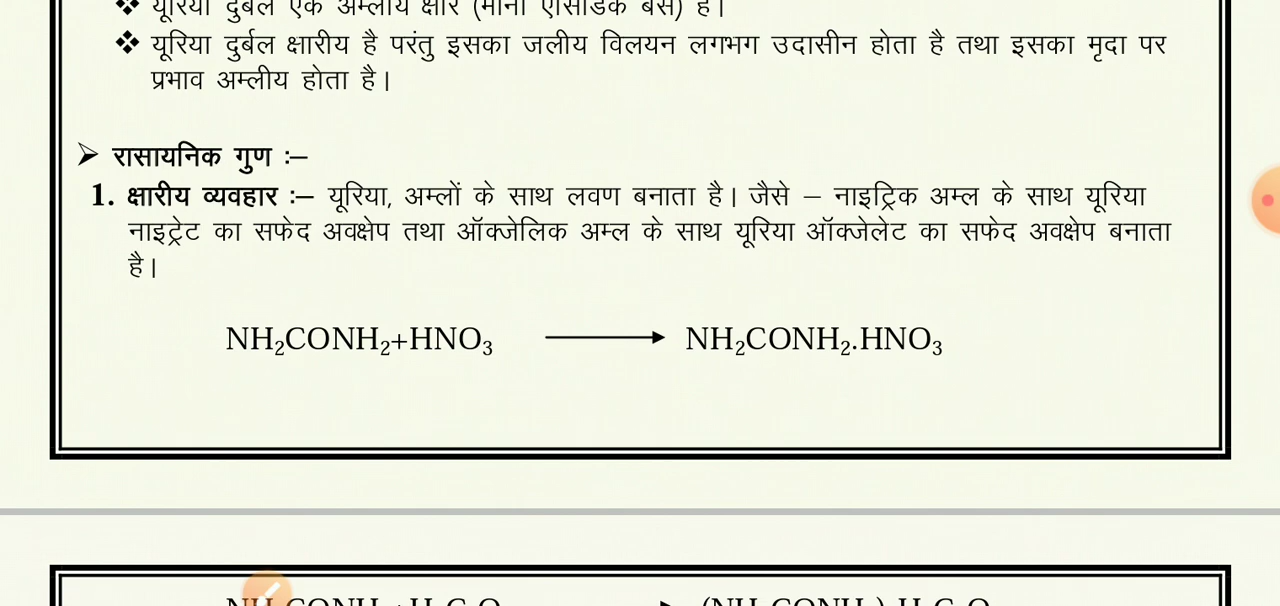 ❖ यूरिया दुर्बल एक अम्लीय क्षार (मोनो एसिडिक बेस) है।
❖ यूरिया दुर्बल क्षारीय है परंतु इसका जलीय विलयन लगभग उदासीन होता है तथा इसका मृदा पर
प्रभाव अम्लीय होता है।
➢ रासायनिक गुण :–
1. क्षारीय व्यवहार :– यूरिया, अम्लों के साथ लवण बनाता है। जैसे – नाइट्रिक अम्ल के साथ यूरिया
नाइट्रेट का सफेद अवक्षेप तथा ऑक्जेलिक अम्ल के साथ यूरिया ऑक्जेलेट का सफेद अवक्षेप बनाता
है।
NH₂CONH₂+HNO₃ ⟶ NH₂CONH₂.HNO₃